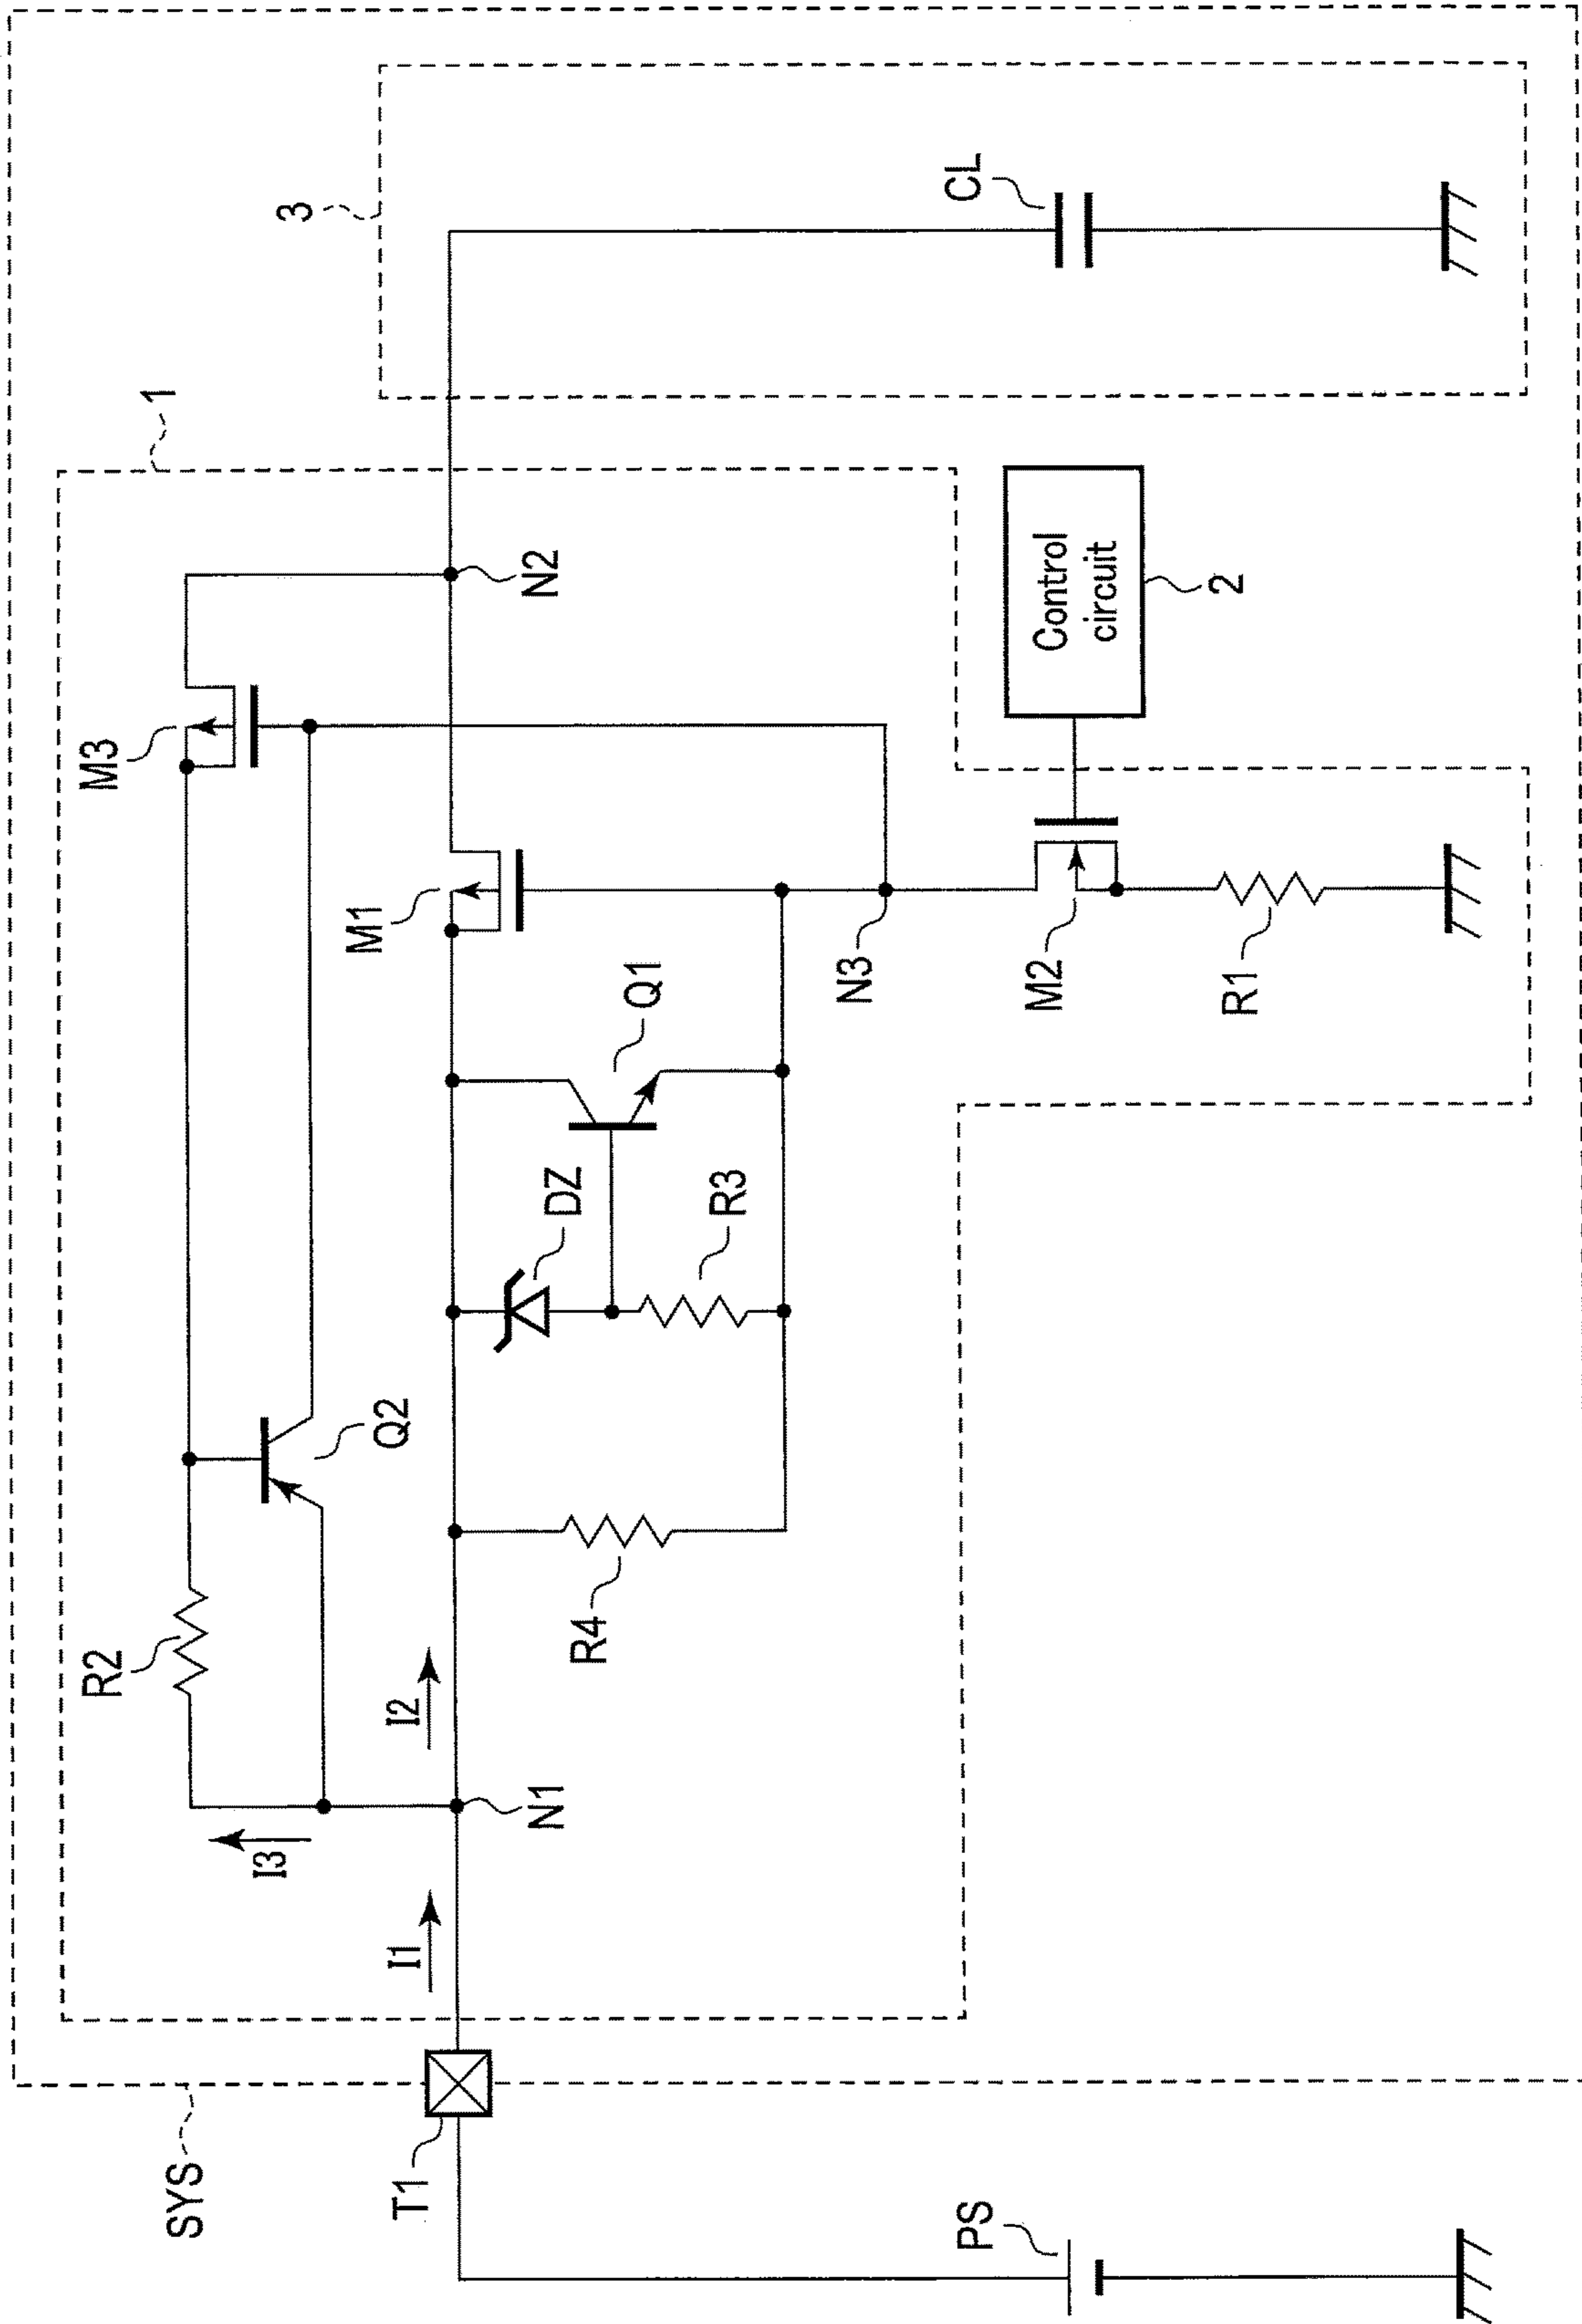 SYS
1
3
R2
Q2
M3
I3
I1
I2
N1
T1
R4
DZ
R3
Q1
M1
N2
N3
M2
R1
Control
circuit
2
CL
PS